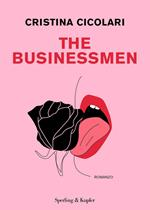 CRISTINA CICOLARI
THE
BUSINESSMEN
ROMANZO
Sperling & Kupfer